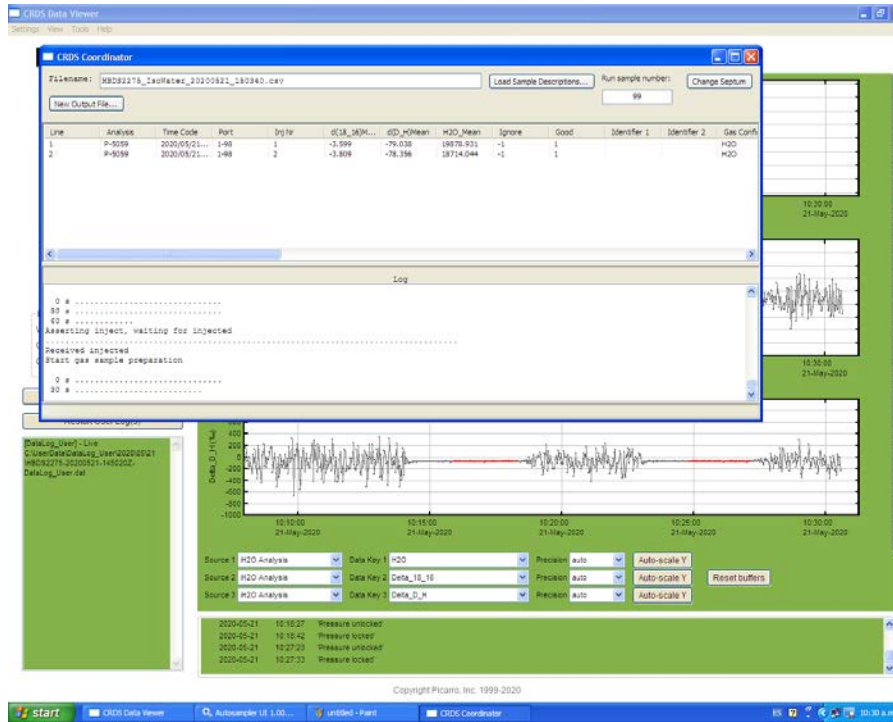 CRDS Data Viewer
Settings View Tools Help
CRDS Coordinator
Filename: HBDS2275_IsoWater_20200521_150340.csv Load Sample Descriptions... Run sample number: 99 Change Septum
New Output File...
Line Analysis Time Code Port Inj Nr d(18_16)M... d(D_H)Mean H2O_Mean Ignore Good Identifier 1 Identifier 2 Gas Confi
1 P-5059 2020/05/21... 1-98 1 -3.599 -79.038 19878.931 -1 1 H2O
2 P-5059 2020/05/21... 1-98 2 -3.809 -78.356 18714.044 -1 1 H2O
Log
0 s ..............................
30 s ..............................
60 s ............
Asserting inject, waiting for injected
Received injected
Start gas sample preparation
0 s ..............................
30 s ..........................
10:30:00
21-May-2020
10:30:00
21-May-2020
Restart User Log(s)
[DataLog_User] - Live
C:\UserData\DataLog_User\2020\05\21
\HBDS2275-20200521-145020Z-
DataLog_User.dat
Delta_D_H (‰)
400
200
0
-200
-400
-600
-800
-1000
10:10:00 10:15:00 10:20:00 10:25:00 10:30:00
21-May-2020 21-May-2020 21-May-2020 21-May-2020 21-May-2020
Source 1 H2O Analysis Data Key 1 H2O Precision auto Auto-scale Y
Source 2 H2O Analysis Data Key 2 Delta_18_16 Precision auto Auto-scale Y Reset buffers
Source 3 H2O Analysis Data Key 3 Delta_D_H Precision auto Auto-scale Y
2020-05-21 10:18:27 'Pressure unlocked'
2020-05-21 10:18:42 'Pressure locked'
2020-05-21 10:27:23 'Pressure unlocked'
2020-05-21 10:27:33 'Pressure locked'
Copyright Picarro, Inc. 1999-2020
start CRDS Data Viewer Autosampler UI 1.00... untitled - Paint CRDS Coordinator ES 10:30 a.m.